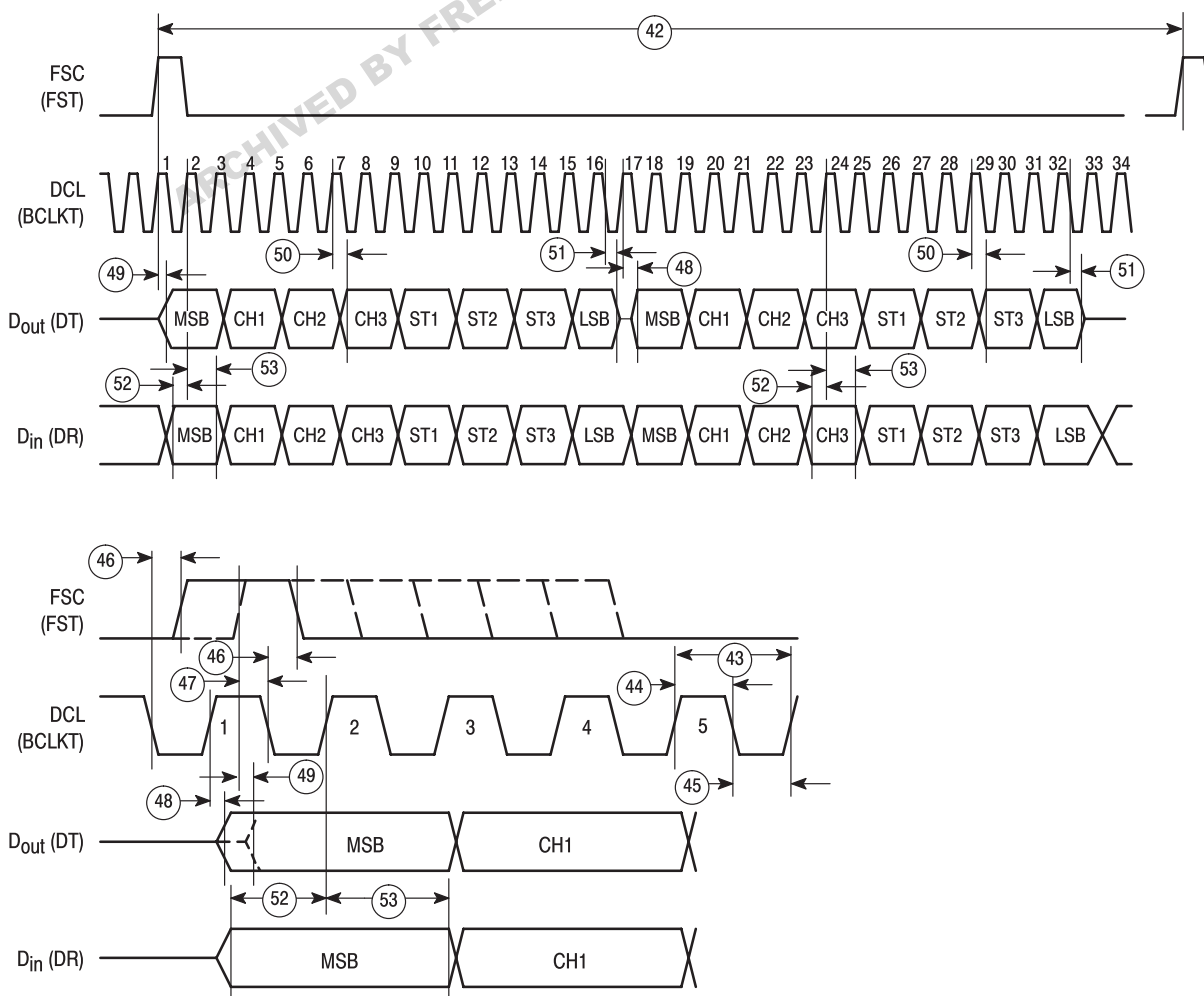 ARCHIVED BY FRE
42
FSC
(FST)
1 2 3 4 5 6 7 8 9 10 11 12 13 14 15 16 17 18 19 20 21 22 23 24 25 26 27 28 29 30 31 32 33 34
DCL
(BCLKT)
49 50 51 48 50 51
Dout (DT) MSB CH1 CH2 CH3 ST1 ST2 ST3 LSB MSB CH1 CH2 CH3 ST1 ST2 ST3 LSB
52 53 52 53
Din (DR) MSB CH1 CH2 CH3 ST1 ST2 ST3 LSB MSB CH1 CH2 CH3 ST1 ST2 ST3 LSB
46
FSC
(FST)
46 43
47 44
DCL
(BCLKT)
1 2 3 4 5
49 45
48
Dout (DT) MSB CH1
52 53
Din (DR) MSB CH1